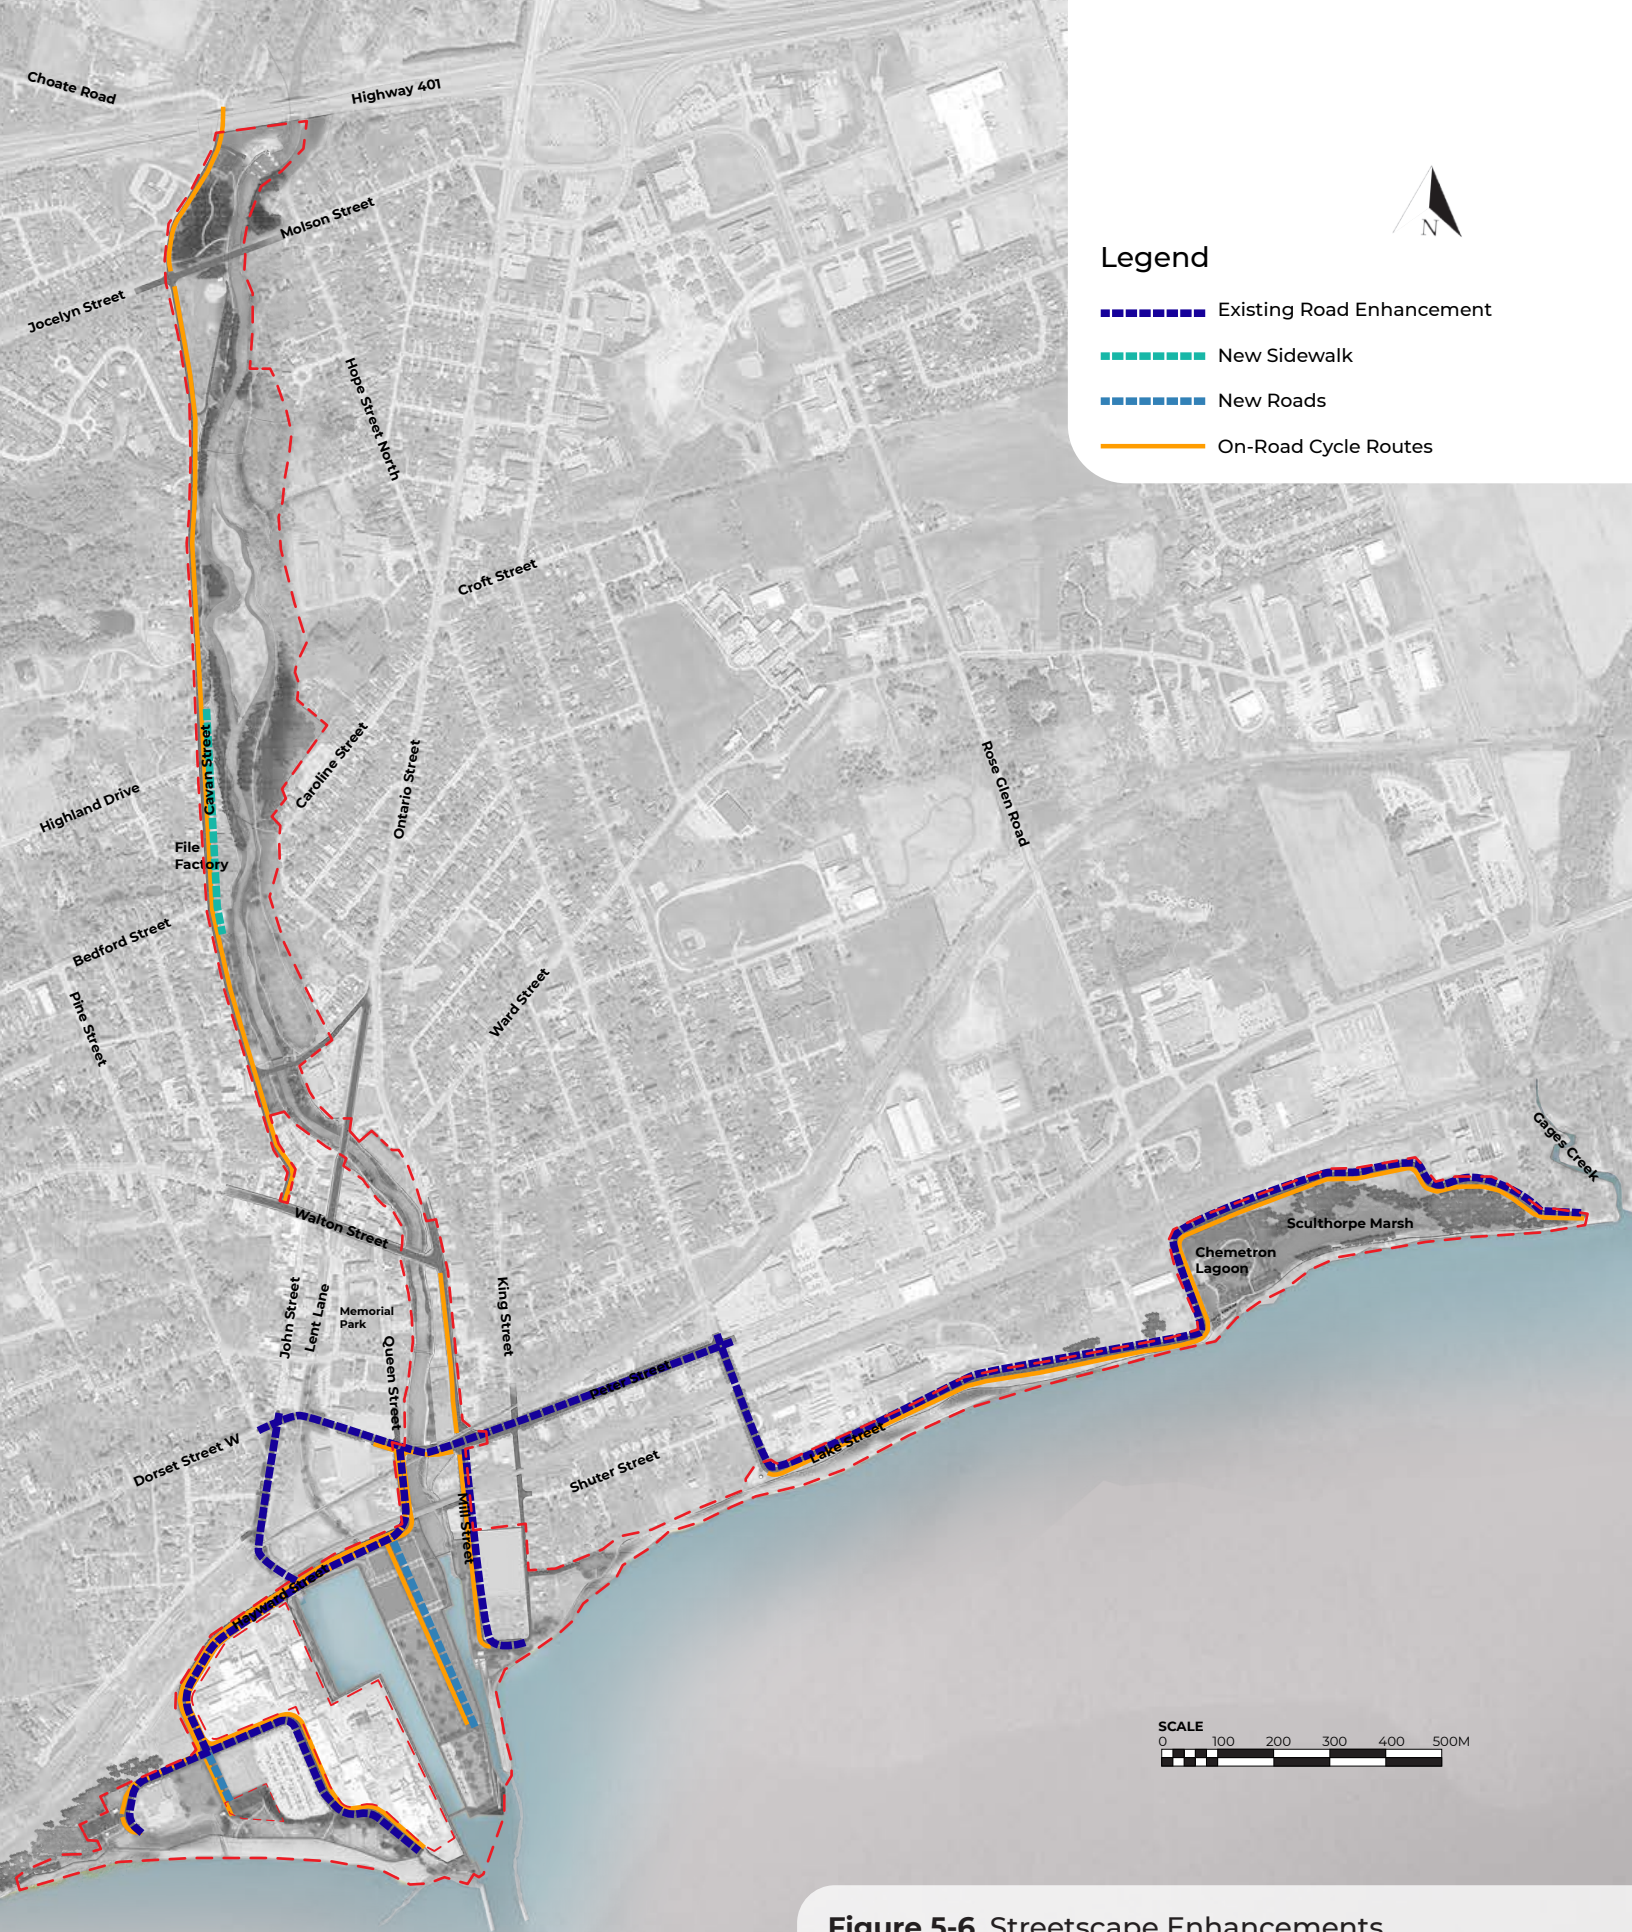 Choate Road
Highway 401
Molson Street
Jocelyn Street
N
Legend
Existing Road Enhancement
New Sidewalk
New Roads
On-Road Cycle Routes
Hope Street North
Croft Street
Cavan Street
Caroline Street
Ontario Street
Rose Glen Road
Highland Drive
File
Factory
Google Earth
Bedford Street
Pine Street
Ward Street
Gages Creek
Walton Street
Sculthorpe Marsh
Chemetron
Lagoon
John Street
Lent Lane
Memorial
Park
Queen Street
King Street
Peter Street
Dorset Street W
Lake Street
Shuter Street
Mill Street
Hayward Street
SCALE
0 100 200 300 400 500M
Figure 5-6 Streetscape Enhancements